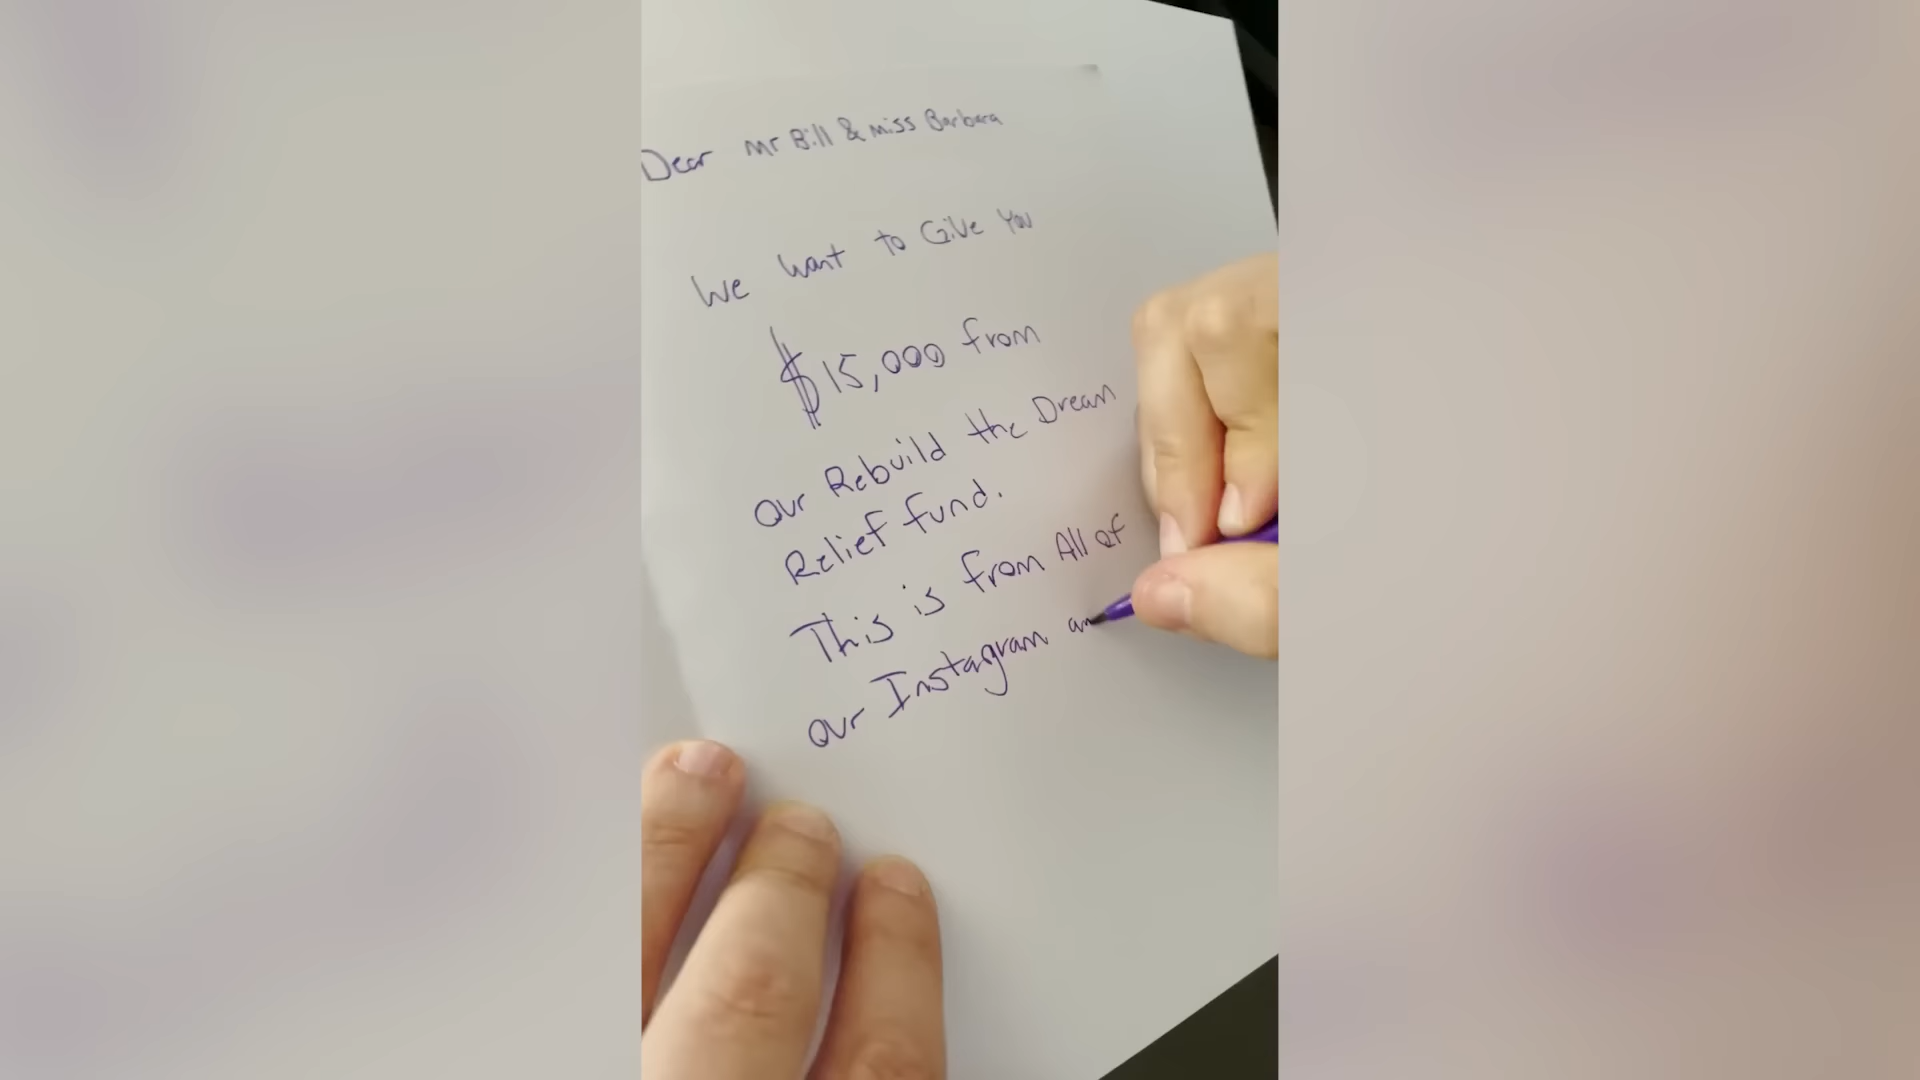 Dear Mr Bill & Miss Barbara
We want to Give You
$15,000 from
our Rebuild the Dream
Relief fund.
This is from All of
our Instagram an